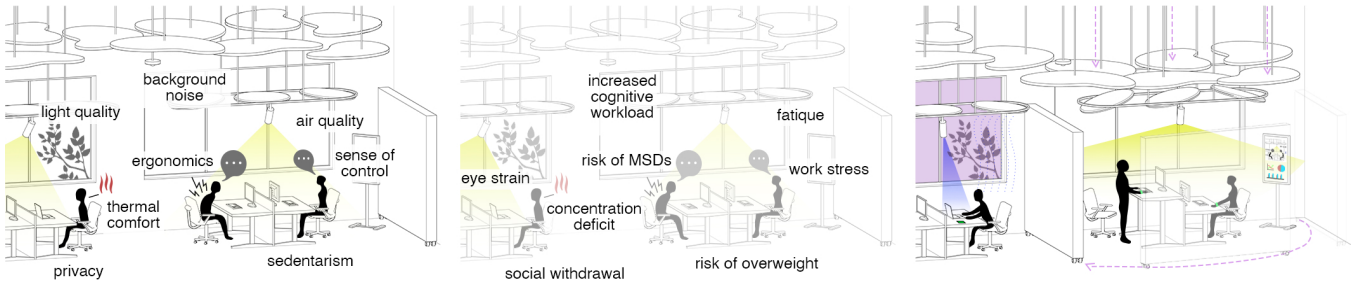 background
noise
light quality
air quality
ergonomics
sense of
control
thermal
comfort
sedentarism
privacy
increased
cognitive
workload
fatique
risk of MSDs
work stress
eye strain
concentration
deficit
risk of overweight
social withdrawal